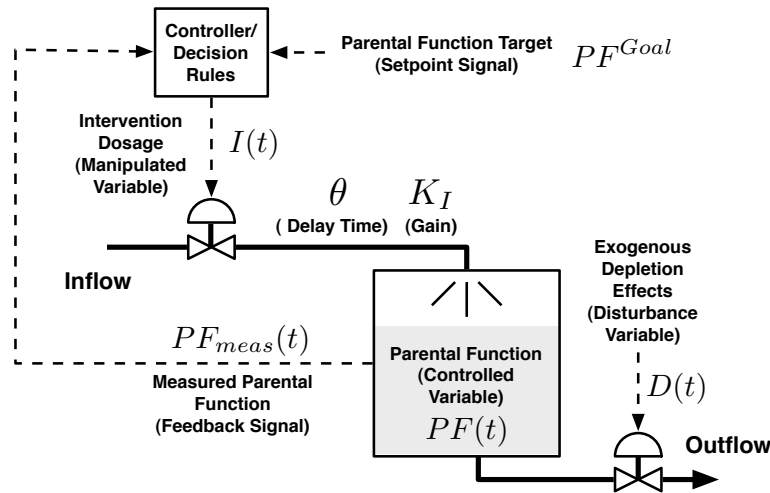 Controller/
Decision
Rules
Parental Function Target
(Setpoint Signal)
PF^{Goal}
Intervention
Dosage
(Manipulated
Variable)
I(t)
θ
( Delay Time)
K_I
(Gain)
Inflow
Exogenous
Depletion
Effects
(Disturbance
Variable)
PF_{meas}(t)
Measured Parental
Function
(Feedback Signal)
Parental Function
(Controlled
Variable)
PF(t)
D(t)
Outflow